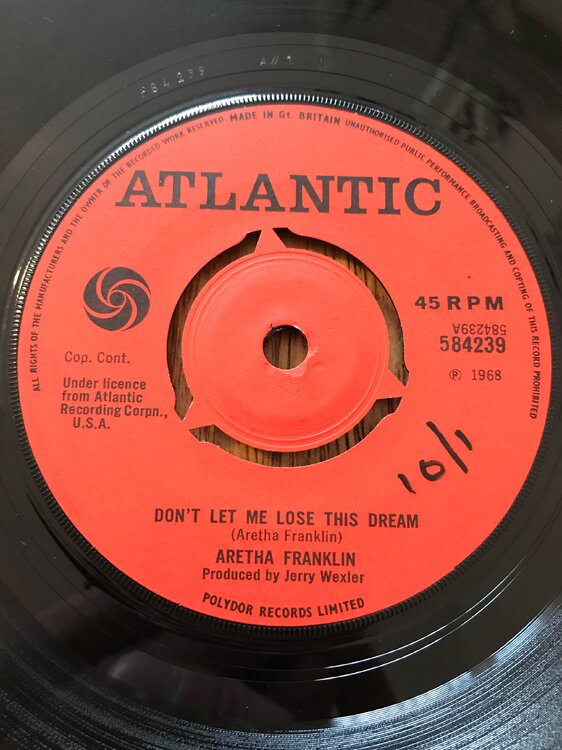 584239 A//1 1
ALL RIGHTS OF THE MANUFACTURERS AND THE OWNER OF THE RECORDED WORK RESERVED MADE IN Gt. BRITAIN UNAUTHORISED PUBLIC PERFORMANCE BROADCASTING AND COPYING OF THIS RECORD PROHIBITED
ATLANTIC
45 RPM
584239A
584239
℗ 1968
Cop. Cont.
Under licence
from Atlantic
Recording Corpn.,
U.S.A.
10/1
DON'T LET ME LOSE THIS DREAM
(Aretha Franklin)
ARETHA FRANKLIN
Produced by Jerry Wexler
POLYDOR RECORDS LIMITED